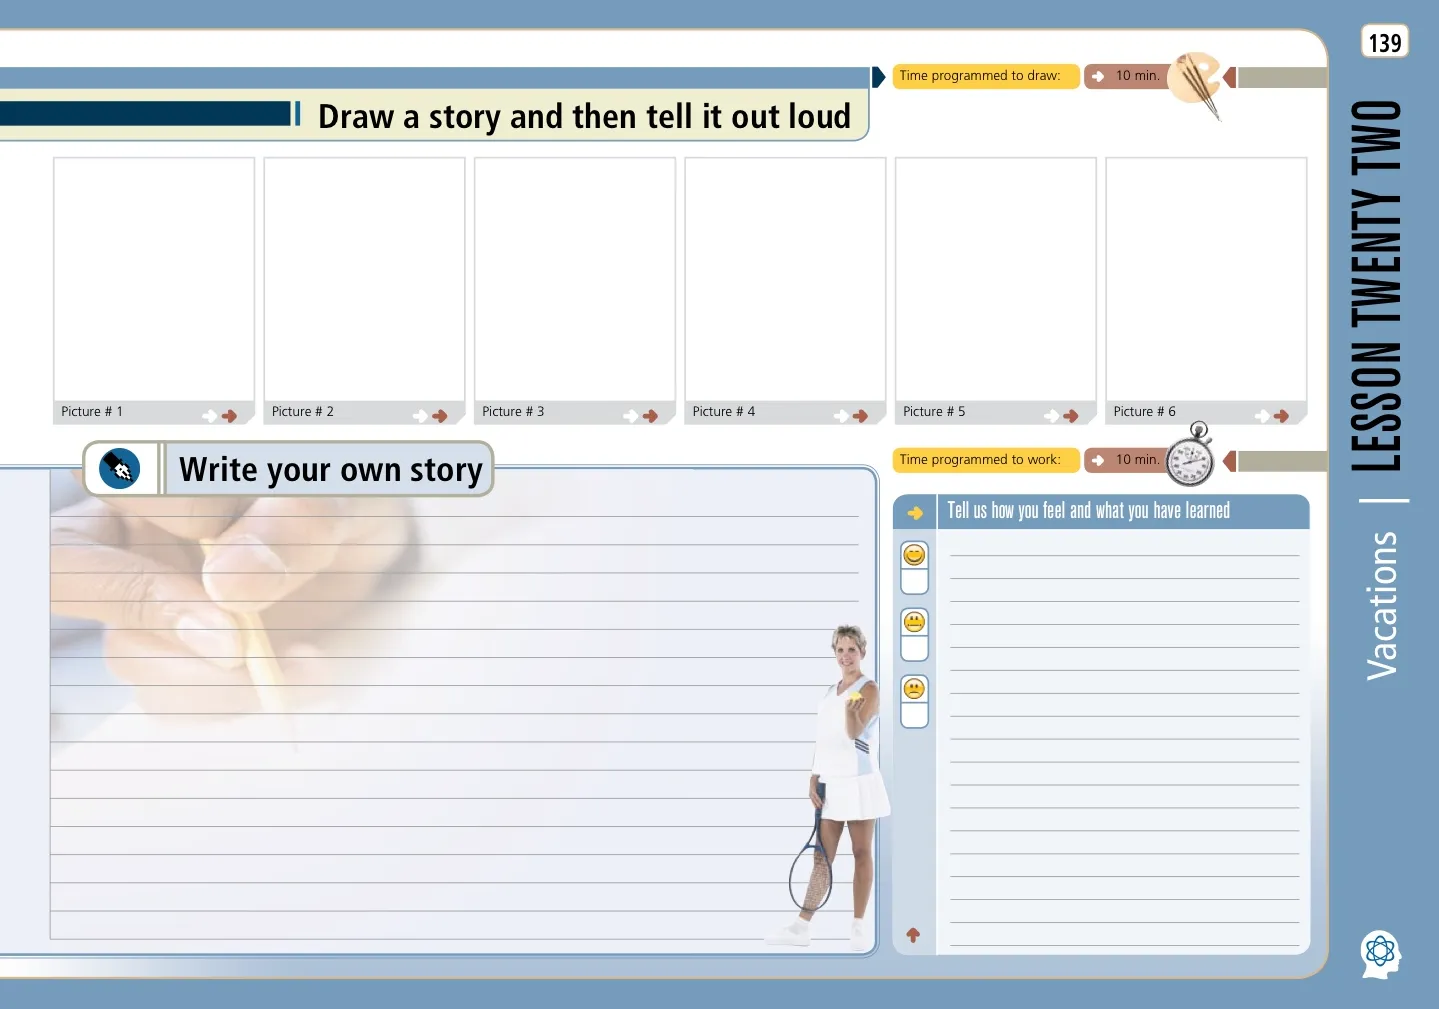 139
Time programmed to draw:
10 min.
Draw a story and then tell it out loud
Picture # 1
Picture # 2
Picture # 3
Picture # 4
Picture # 5
Picture # 6
Write your own story
Time programmed to work:
10 min.
Tell us how you feel and what you have learned
LESSON TWENTY TWO
Vacations